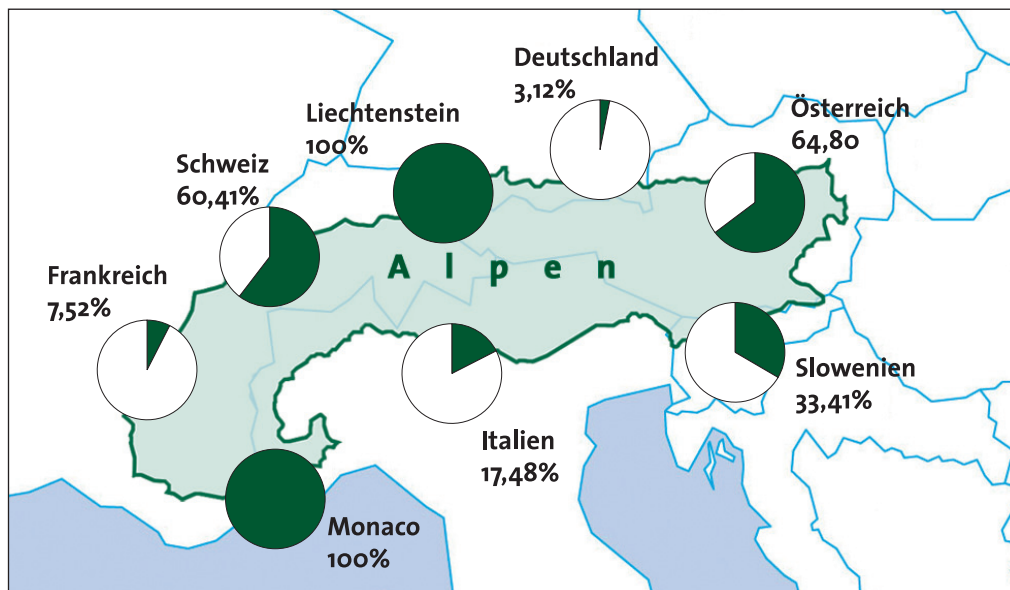 Deutschland
3,12%
Liechtenstein
100%
Österreich
64,80
Schweiz
60,41%
Alpen
Frankreich
7,52%
Slowenien
33,41%
Italien
17,48%
Monaco
100%